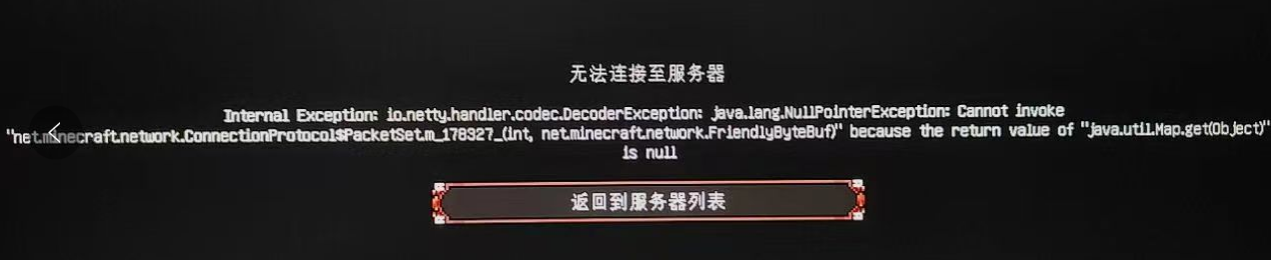 无法连接至服务器
Internal Exception: io.netty.handler.codec.DecoderException: java.lang.NullPointerException: Cannot invoke
"net.minecraft.network.ConnectionProtocol$PacketSet.m_178327_(int, net.minecraft.network.FriendlyByteBuf)" because the return value of "java.util.Map.get(Object)"
is null
返回到服务器列表